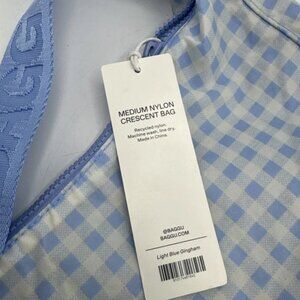 MEDIUM NYLON
CRESCENT BAG
Recycled nylon.
Machine wash, line dry.
Made in China.
@BAGGU
BAGGU.COM
Light Blue Gingham